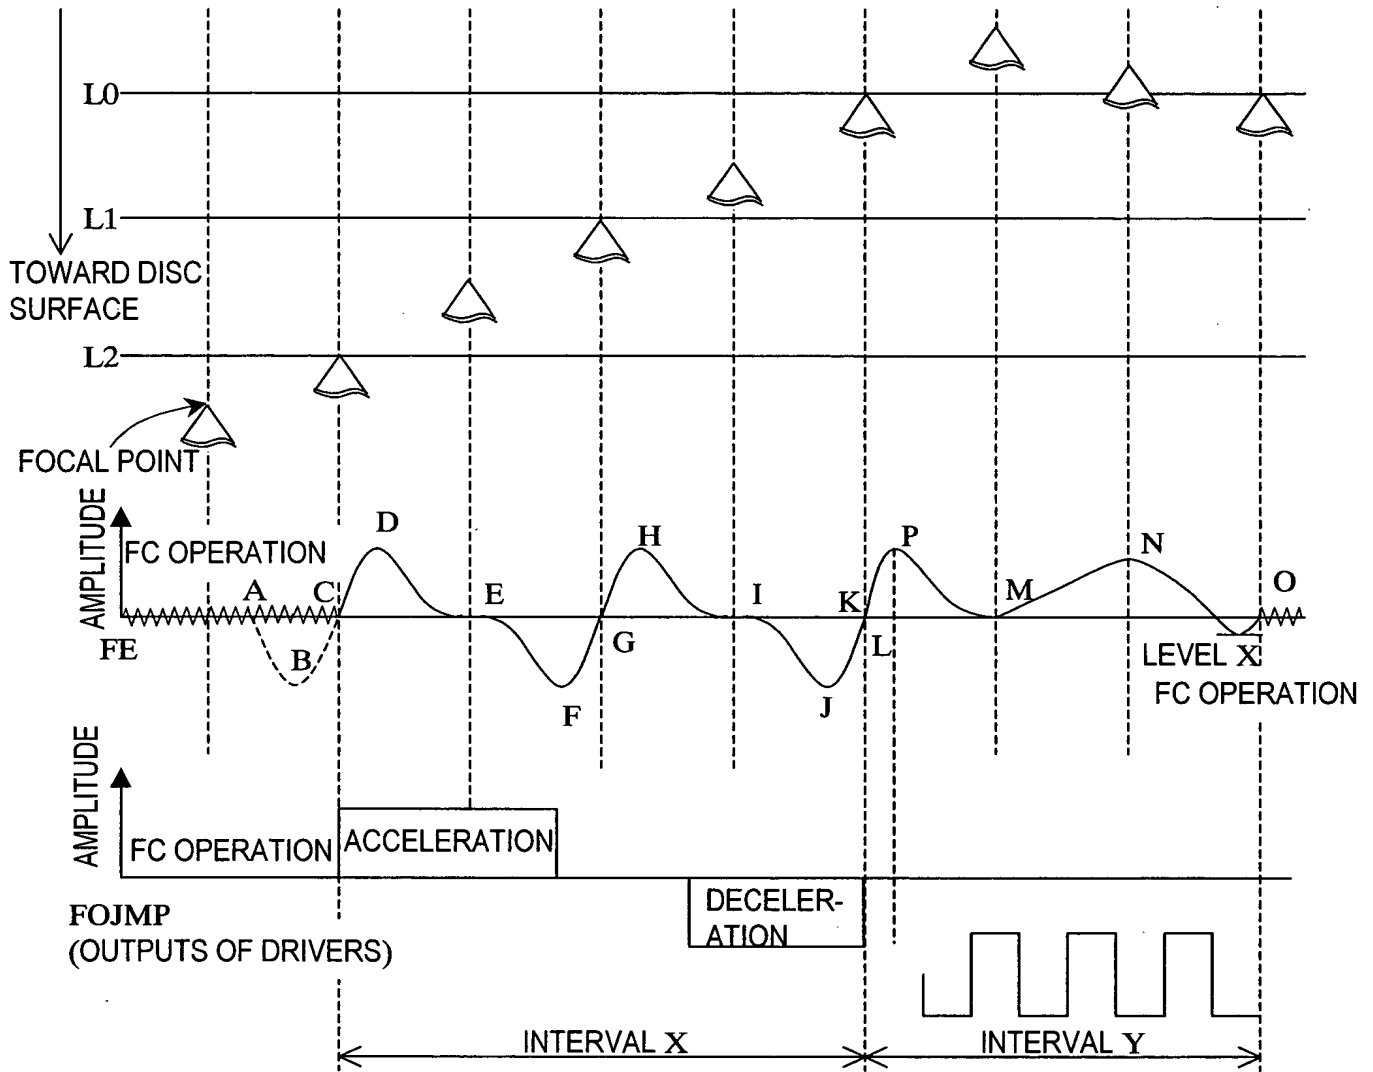 L0
L1
TOWARD DISC
SURFACE
L2
FOCAL POINT
AMPLITUDE
FC OPERATION
D
H
P
N
A
C
E
I
K
M
O
FE
B
G
L
LEVEL X
F
J
FC OPERATION
AMPLITUDE
FC OPERATION
ACCELERATION
DECELER-
ATION
FOJMP
(OUTPUTS OF DRIVERS)
INTERVAL X
INTERVAL Y